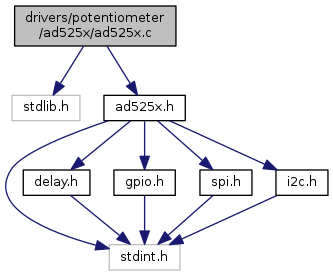 drivers/potentiometer
/ad525x/ad525x.c
stdlib.h
ad525x.h
delay.h
gpio.h
spi.h
i2c.h
stdint.h